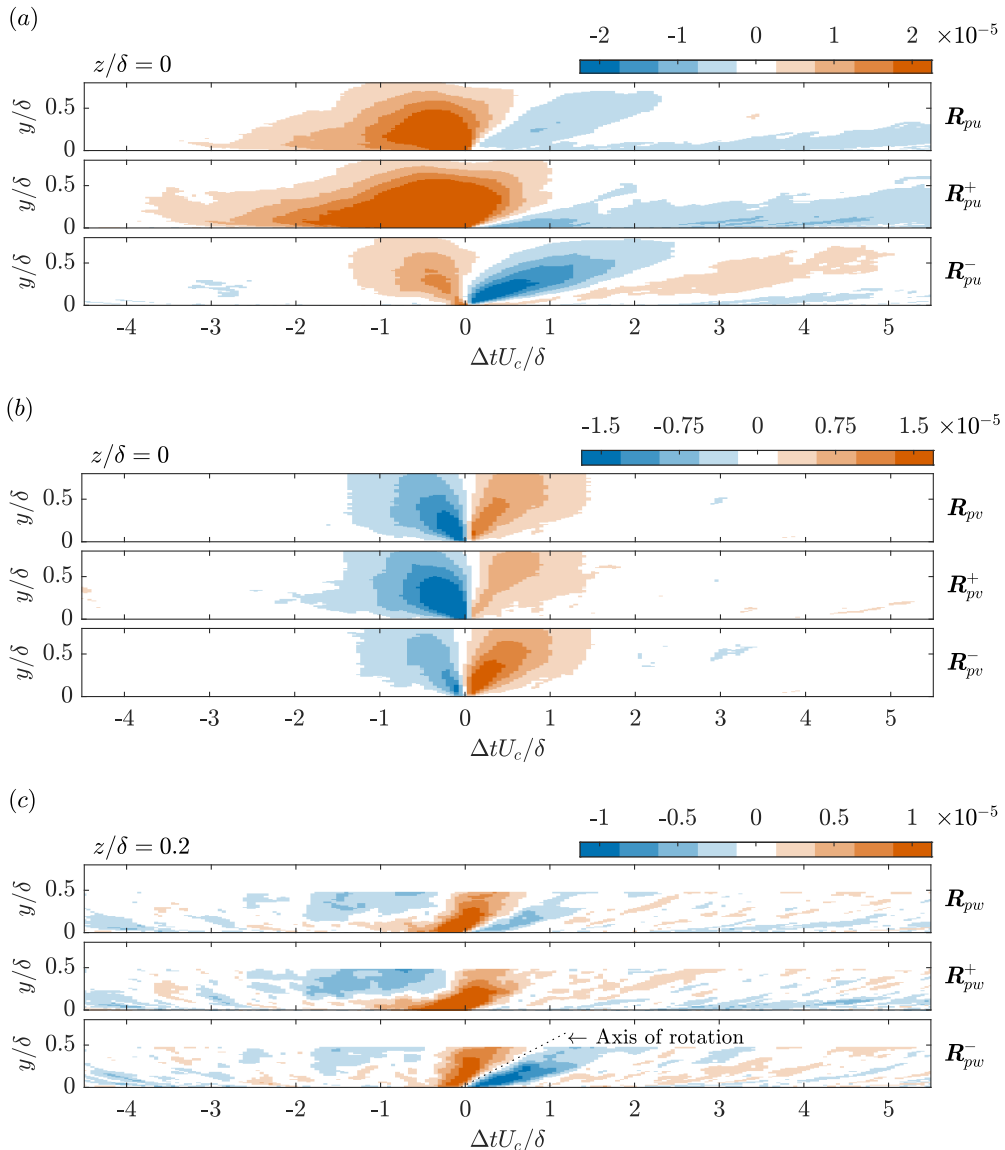 (a)
-2 -1 0 1 2 ×10⁻⁵
z/δ = 0
y/δ 0.5 0 R_pu
y/δ 0.5 0 R⁺_pu
y/δ 0.5 0 R⁻_pu
-4 -3 -2 -1 0 1 2 3 4 5
ΔtU_c/δ
(b)
-1.5 -0.75 0 0.75 1.5 ×10⁻⁵
z/δ = 0
y/δ 0.5 0 R_pv
y/δ 0.5 0 R⁺_pv
y/δ 0.5 0 R⁻_pv
-4 -3 -2 -1 0 1 2 3 4 5
ΔtU_c/δ
(c)
-1 -0.5 0 0.5 1 ×10⁻⁵
z/δ = 0.2
y/δ 0.5 0 R_pw
y/δ 0.5 0 R⁺_pw
← Axis of rotation
y/δ 0.5 0 R⁻_pw
-4 -3 -2 -1 0 1 2 3 4 5
ΔtU_c/δ